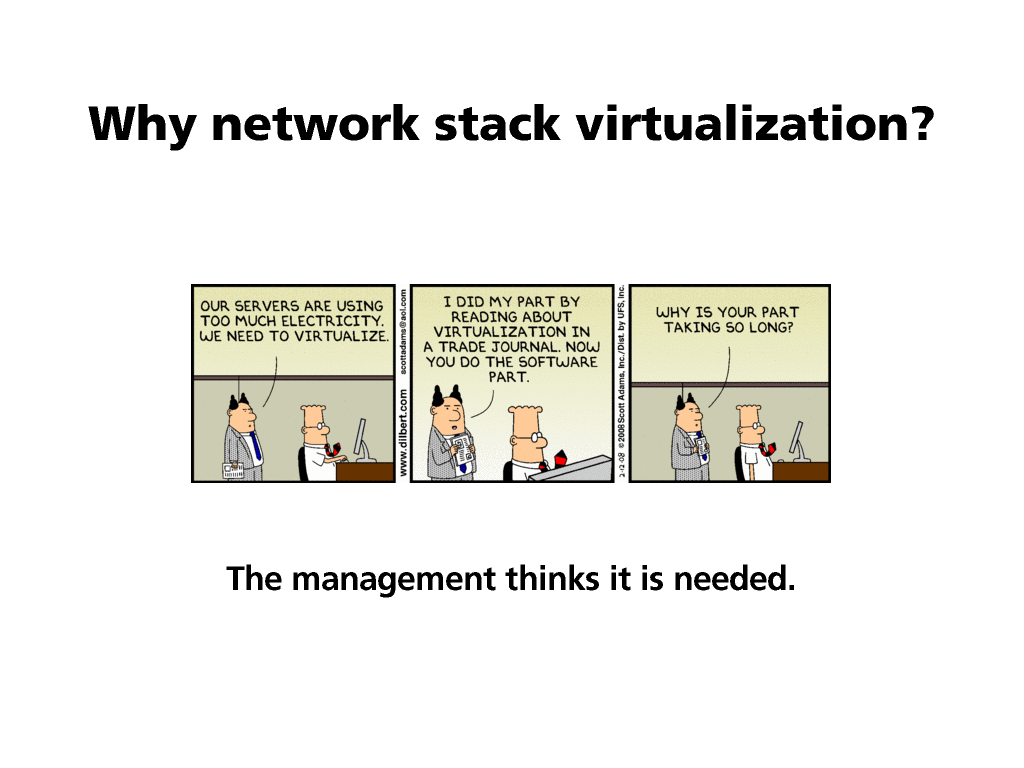 Why network stack virtualization?
OUR SERVERS ARE USING
TOO MUCH ELECTRICITY.
WE NEED TO VIRTUALIZE.
www.dilbert.com scottadams@aol.com
I DID MY PART BY
READING ABOUT
VIRTUALIZATION IN
A TRADE JOURNAL. NOW
YOU DO THE SOFTWARE
PART.
2-12-08 ©2008 Scott Adams, Inc./Dist. by UFS, Inc.
WHY IS YOUR PART
TAKING SO LONG?
The management thinks it is needed.